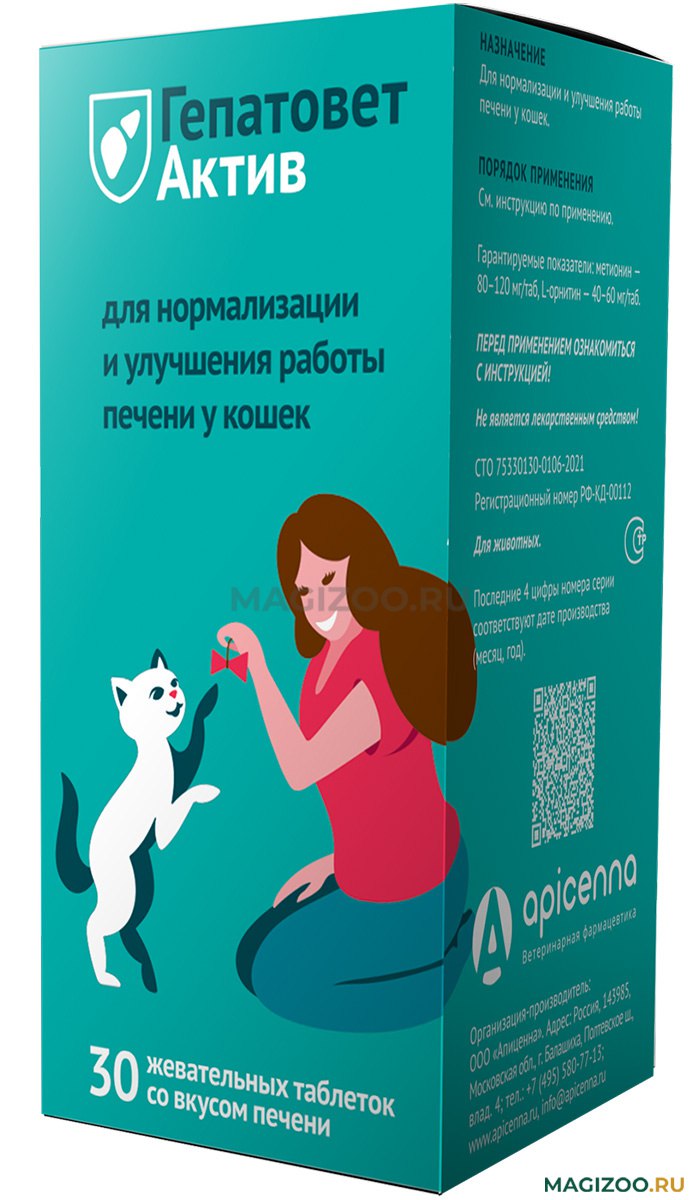 Гепатовет
Актив
для нормализации
и улучшения работы
печени у кошек
30 жевательных таблеток
со вкусом печени
НАЗНАЧЕНИЕ
Для нормализации и улучшения работы
печени у кошек.
ПОРЯДОК ПРИМЕНЕНИЯ
См. инструкцию по применению.
Гарантируемые показатели: метионин —
80–120 мг/таб, L-орнитин — 40–60 мг/таб.
ПЕРЕД ПРИМЕНЕНИЕМ ОЗНАКОМИТЬСЯ
С ИНСТРУКЦИЕЙ!
Не является лекарственным средством!
СТО 75330130-0106-2021
Регистрационный номер РФ-КД-00112
Для животных.
СТР
Последние 4 цифры номера серии
соответствуют дате производства
(месяц, год).
apicenna
Ветеринарная фармацевтика
Организация-производитель:
ООО «Апиценна». Адрес: Россия, 143985,
Московская обл., г. Балашиха, Полтевское ш.,
влад. 4; тел.: +7 (495) 580-77-13;
www.apicenna.ru, info@apicenna.ru
MAGIZOO.RU
MAGIZOO.RU